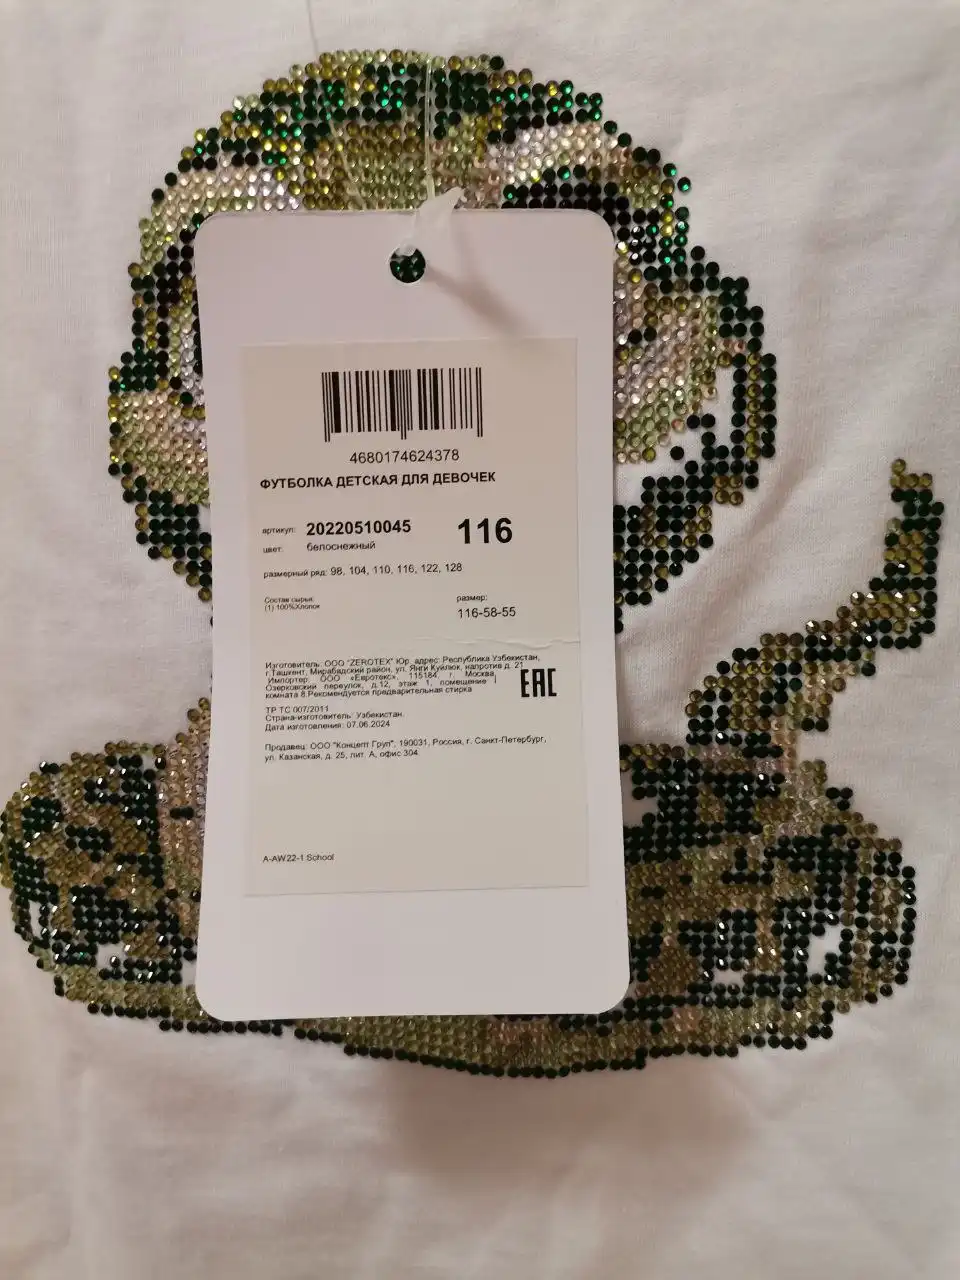 4680174624378
ФУТБОЛКА ДЕТСКАЯ ДЛЯ ДЕВОЧЕК
артикул: 20220510045 116
цвет: белоснежный
размерный ряд: 98, 104, 110, 116, 122, 128
Состав сырья: размер:
(1) 100%Хлопок 116-58-55
Изготовитель: ООО "ZEROTEX" Юр. адрес: Республика Узбекистан,
г.Ташкент, Мирабадский район, ул. Янги Куйлюк, напротив д. 21
Импортер: ООО «Евротекс», 115184, г. Москва,
Озерковский переулок, д.12, этаж 1, помещение I
комната 8.Рекомендуется предварительная стирка
EAC
ТР ТС 007/2011
Страна-изготовитель: Узбекистан.
Дата изготовления: 07.06.2024
Продавец: ООО "Концепт Груп", 190031, Россия, г. Санкт-Петербург,
ул. Казанская, д. 25, лит. А, офис 304
A-AW22-1 School